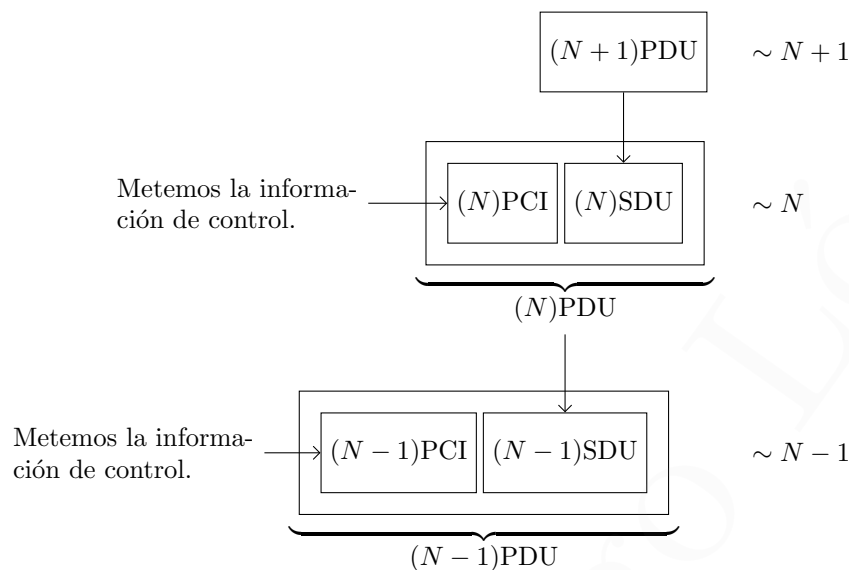 (N + 1)PDU
∼ N + 1
Metemos la informa-
ción de control.
(N)PCI
(N)SDU
∼ N
(N)PDU
Metemos la informa-
ción de control.
(N − 1)PCI
(N − 1)SDU
∼ N − 1
(N − 1)PDU